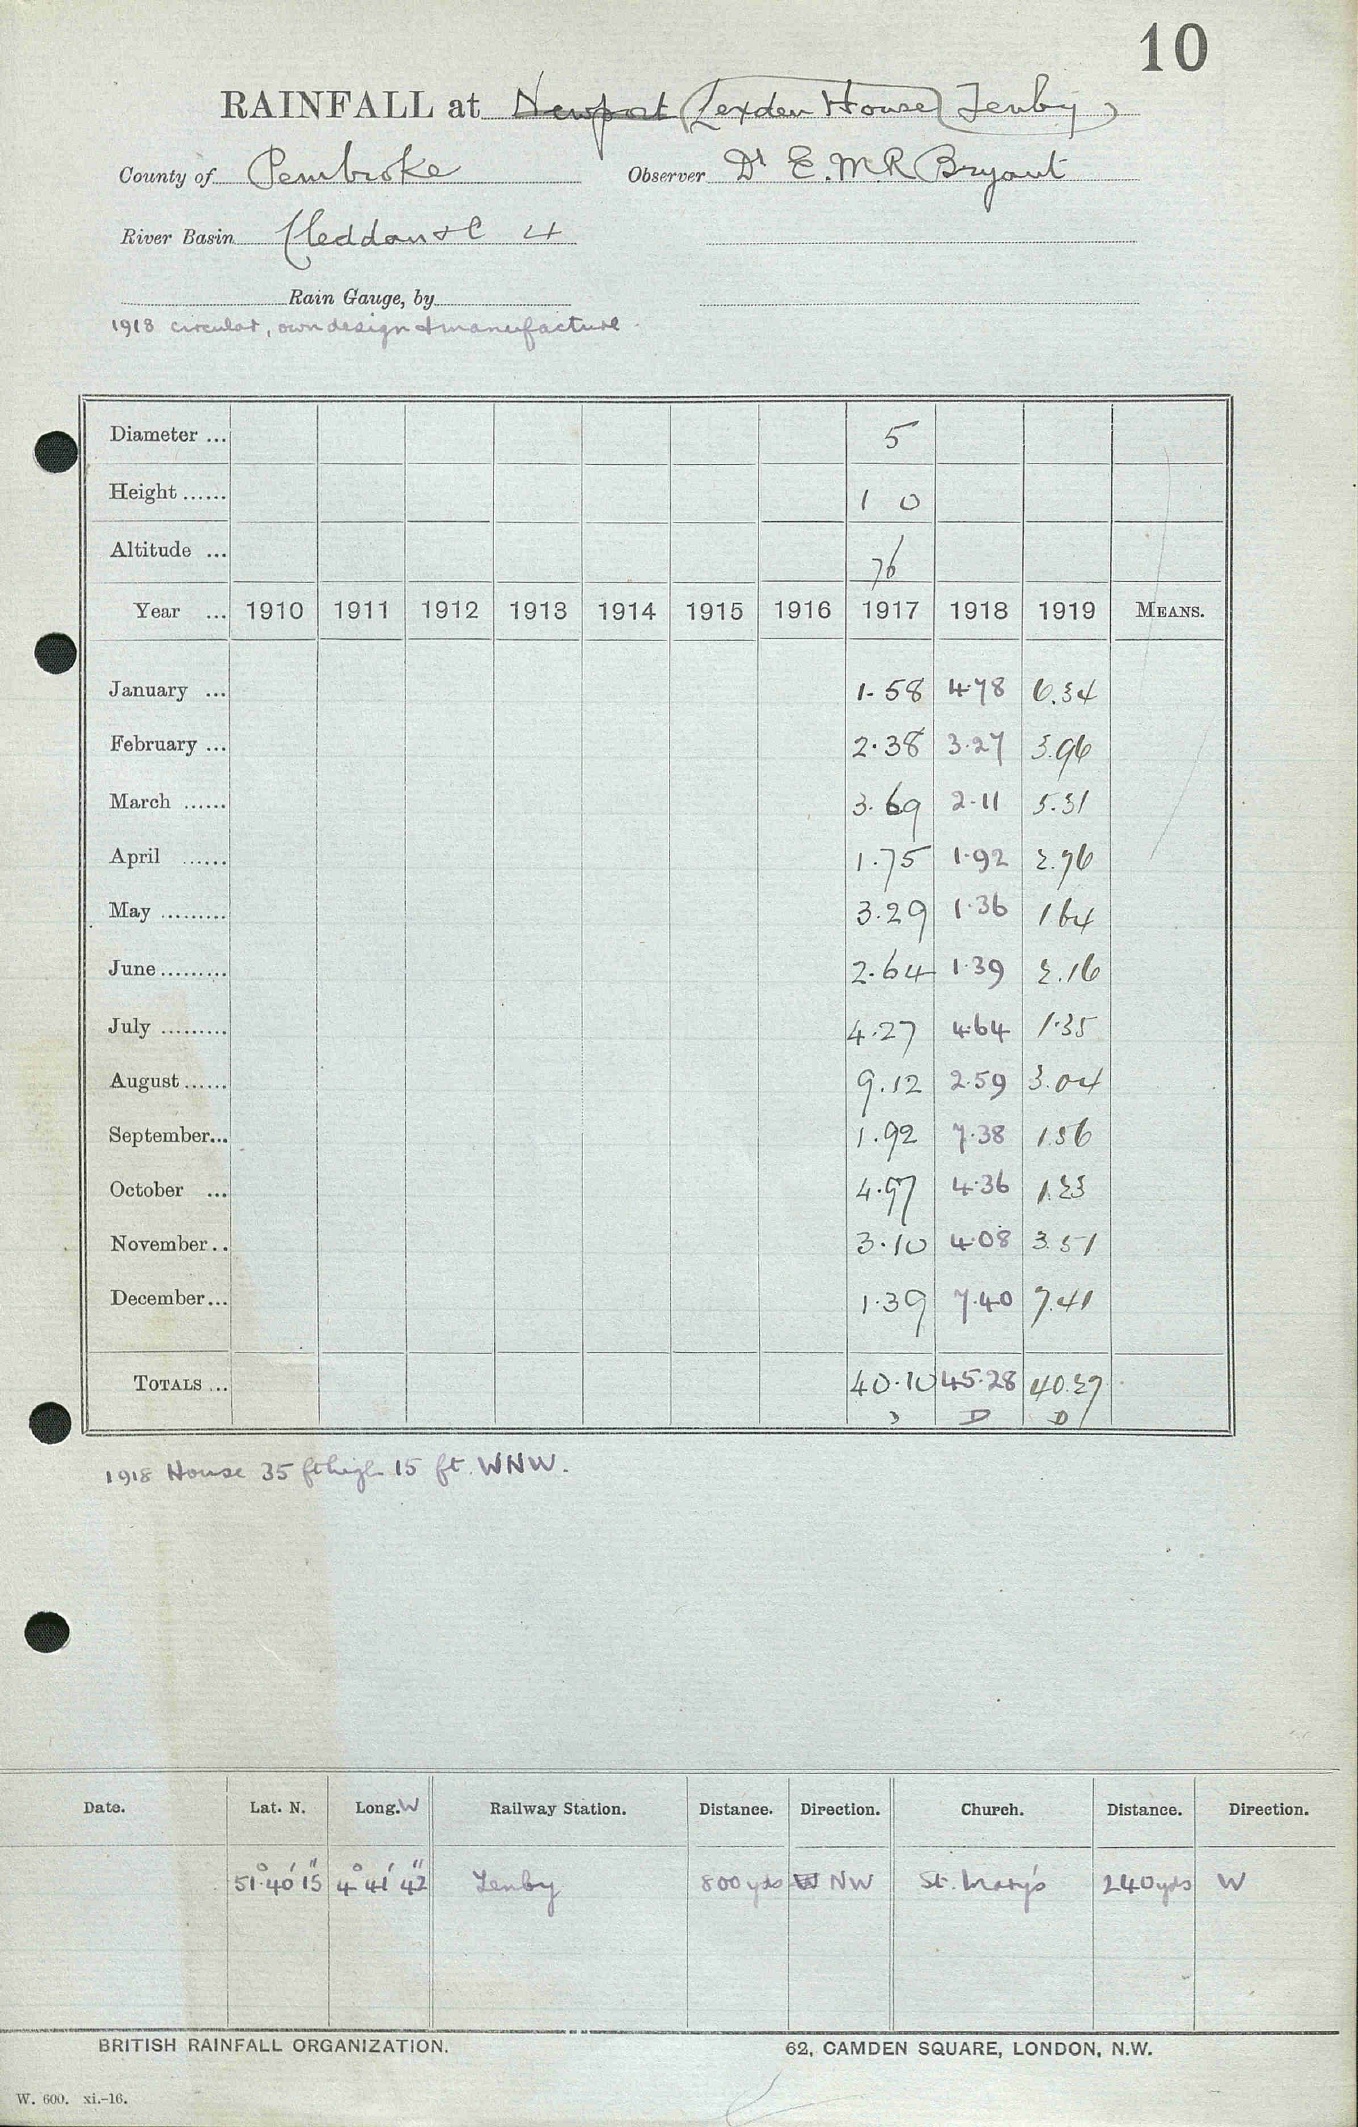 10
RAINFALL at Newport (Lexden House) Tenby
County of Pembroke Observer Dr E. M. R Bryant
River Basin Cleddau &c 4
Rain Gauge, by
1918 circular, own design & manufacture.
Diameter ... 5
Height ...... 1 0
Altitude ... 76
Year ... 1910 1911 1912 1913 1914 1915 1916 1917 1918 1919 MEANS.
January ... 1.58 4.78 6.34
February ... 2.38 3.27 3.96
March ...... 3.69 2.11 5.31
April ...... 1.75 1.92 2.76
May ......... 3.29 1.36 1 64
June ......... 2.64 1.39 2.16
July ......... 4.27 4.64 1.35
August ...... 9.12 2.59 3.04
September... 1.92 7.38 1.56
October ... 4.97 4.36 1.23
November.. 3.10 4.08 3.51
December... 1.39 7.40 7.41
TOTALS ... 40.10 45.28 40.27
D D
1918 House 35 ft high 15 ft. WNW.
Date. Lat. N. Long. W Railway Station. Distance. Direction. Church. Distance. Direction.
51° 40' 15" 4° 41' 42" Tenby 800 yds NW St. Mary's 240 yds W
BRITISH RAINFALL ORGANIZATION. 62, CAMDEN SQUARE, LONDON, N.W.
W. 600. xi.-16.